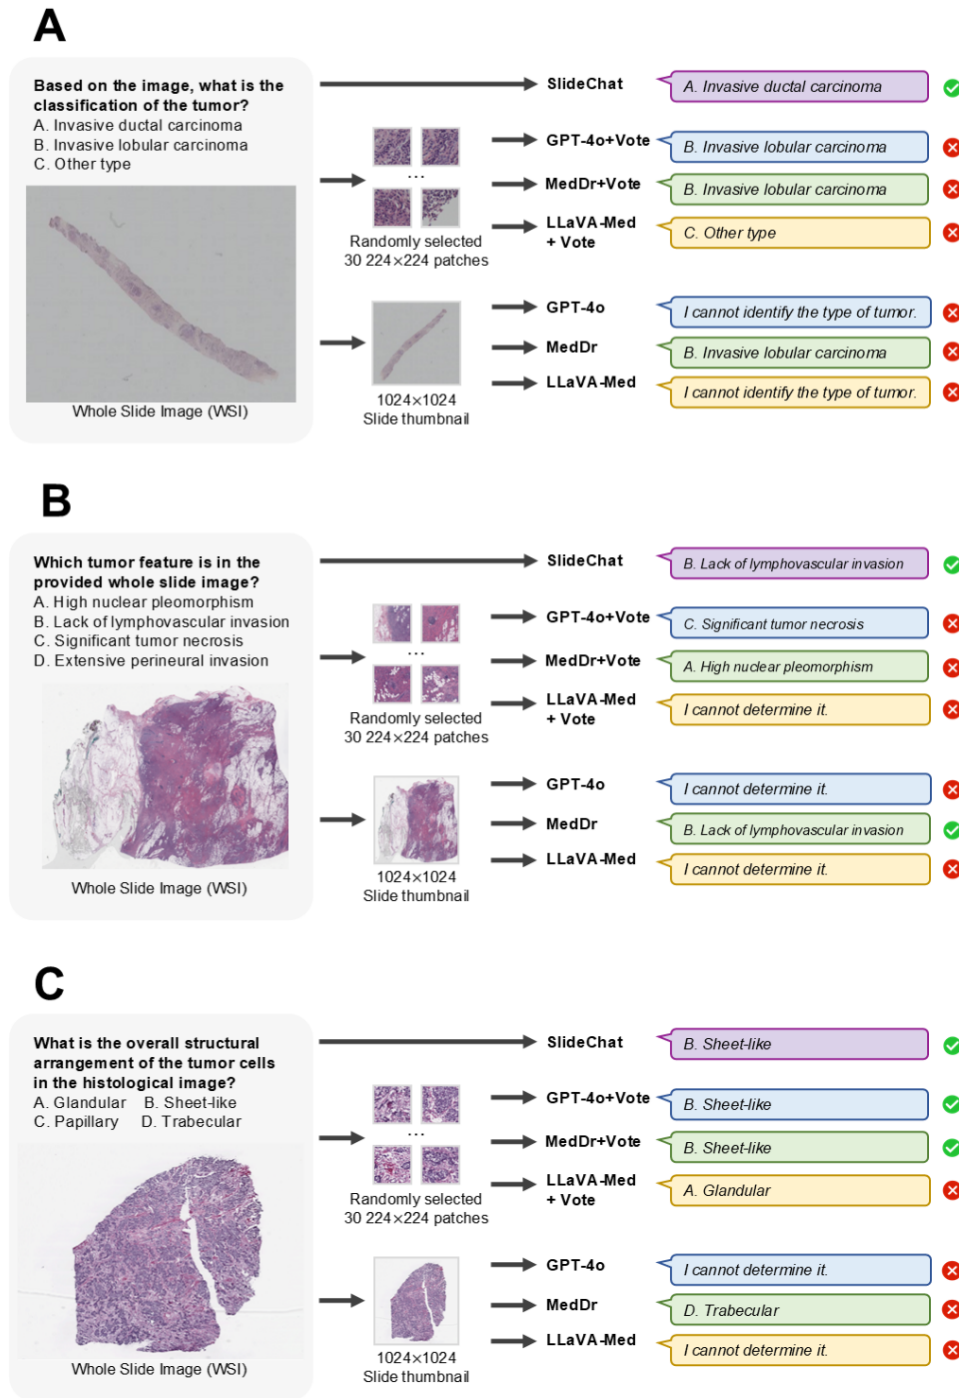 A
Based on the image, what is the
classification of the tumor?
A. Invasive ductal carcinoma
B. Invasive lobular carcinoma
C. Other type
Whole Slide Image (WSI)
...
Randomly selected
30 224×224 patches
1024×1024
Slide thumbnail
SlideChat
A. Invasive ductal carcinoma
GPT-4o+Vote
B. Invasive lobular carcinoma
MedDr+Vote
B. Invasive lobular carcinoma
LLaVA-Med
+ Vote
C. Other type
GPT-4o
I cannot identify the type of tumor.
MedDr
B. Invasive lobular carcinoma
LLaVA-Med
I cannot identify the type of tumor.
B
Which tumor feature is in the
provided whole slide image?
A. High nuclear pleomorphism
B. Lack of lymphovascular invasion
C. Significant tumor necrosis
D. Extensive perineural invasion
Whole Slide Image (WSI)
...
Randomly selected
30 224×224 patches
1024×1024
Slide thumbnail
SlideChat
B. Lack of lymphovascular invasion
GPT-4o+Vote
C. Significant tumor necrosis
MedDr+Vote
A. High nuclear pleomorphism
LLaVA-Med
+ Vote
I cannot determine it.
GPT-4o
I cannot determine it.
MedDr
B. Lack of lymphovascular invasion
LLaVA-Med
I cannot determine it.
C
What is the overall structural
arrangement of the tumor cells
in the histological image?
A. Glandular B. Sheet-like
C. Papillary D. Trabecular
Whole Slide Image (WSI)
...
Randomly selected
30 224×224 patches
1024×1024
Slide thumbnail
SlideChat
B. Sheet-like
GPT-4o+Vote
B. Sheet-like
MedDr+Vote
B. Sheet-like
LLaVA-Med
+ Vote
A. Glandular
GPT-4o
I cannot determine it.
MedDr
D. Trabecular
LLaVA-Med
I cannot determine it.